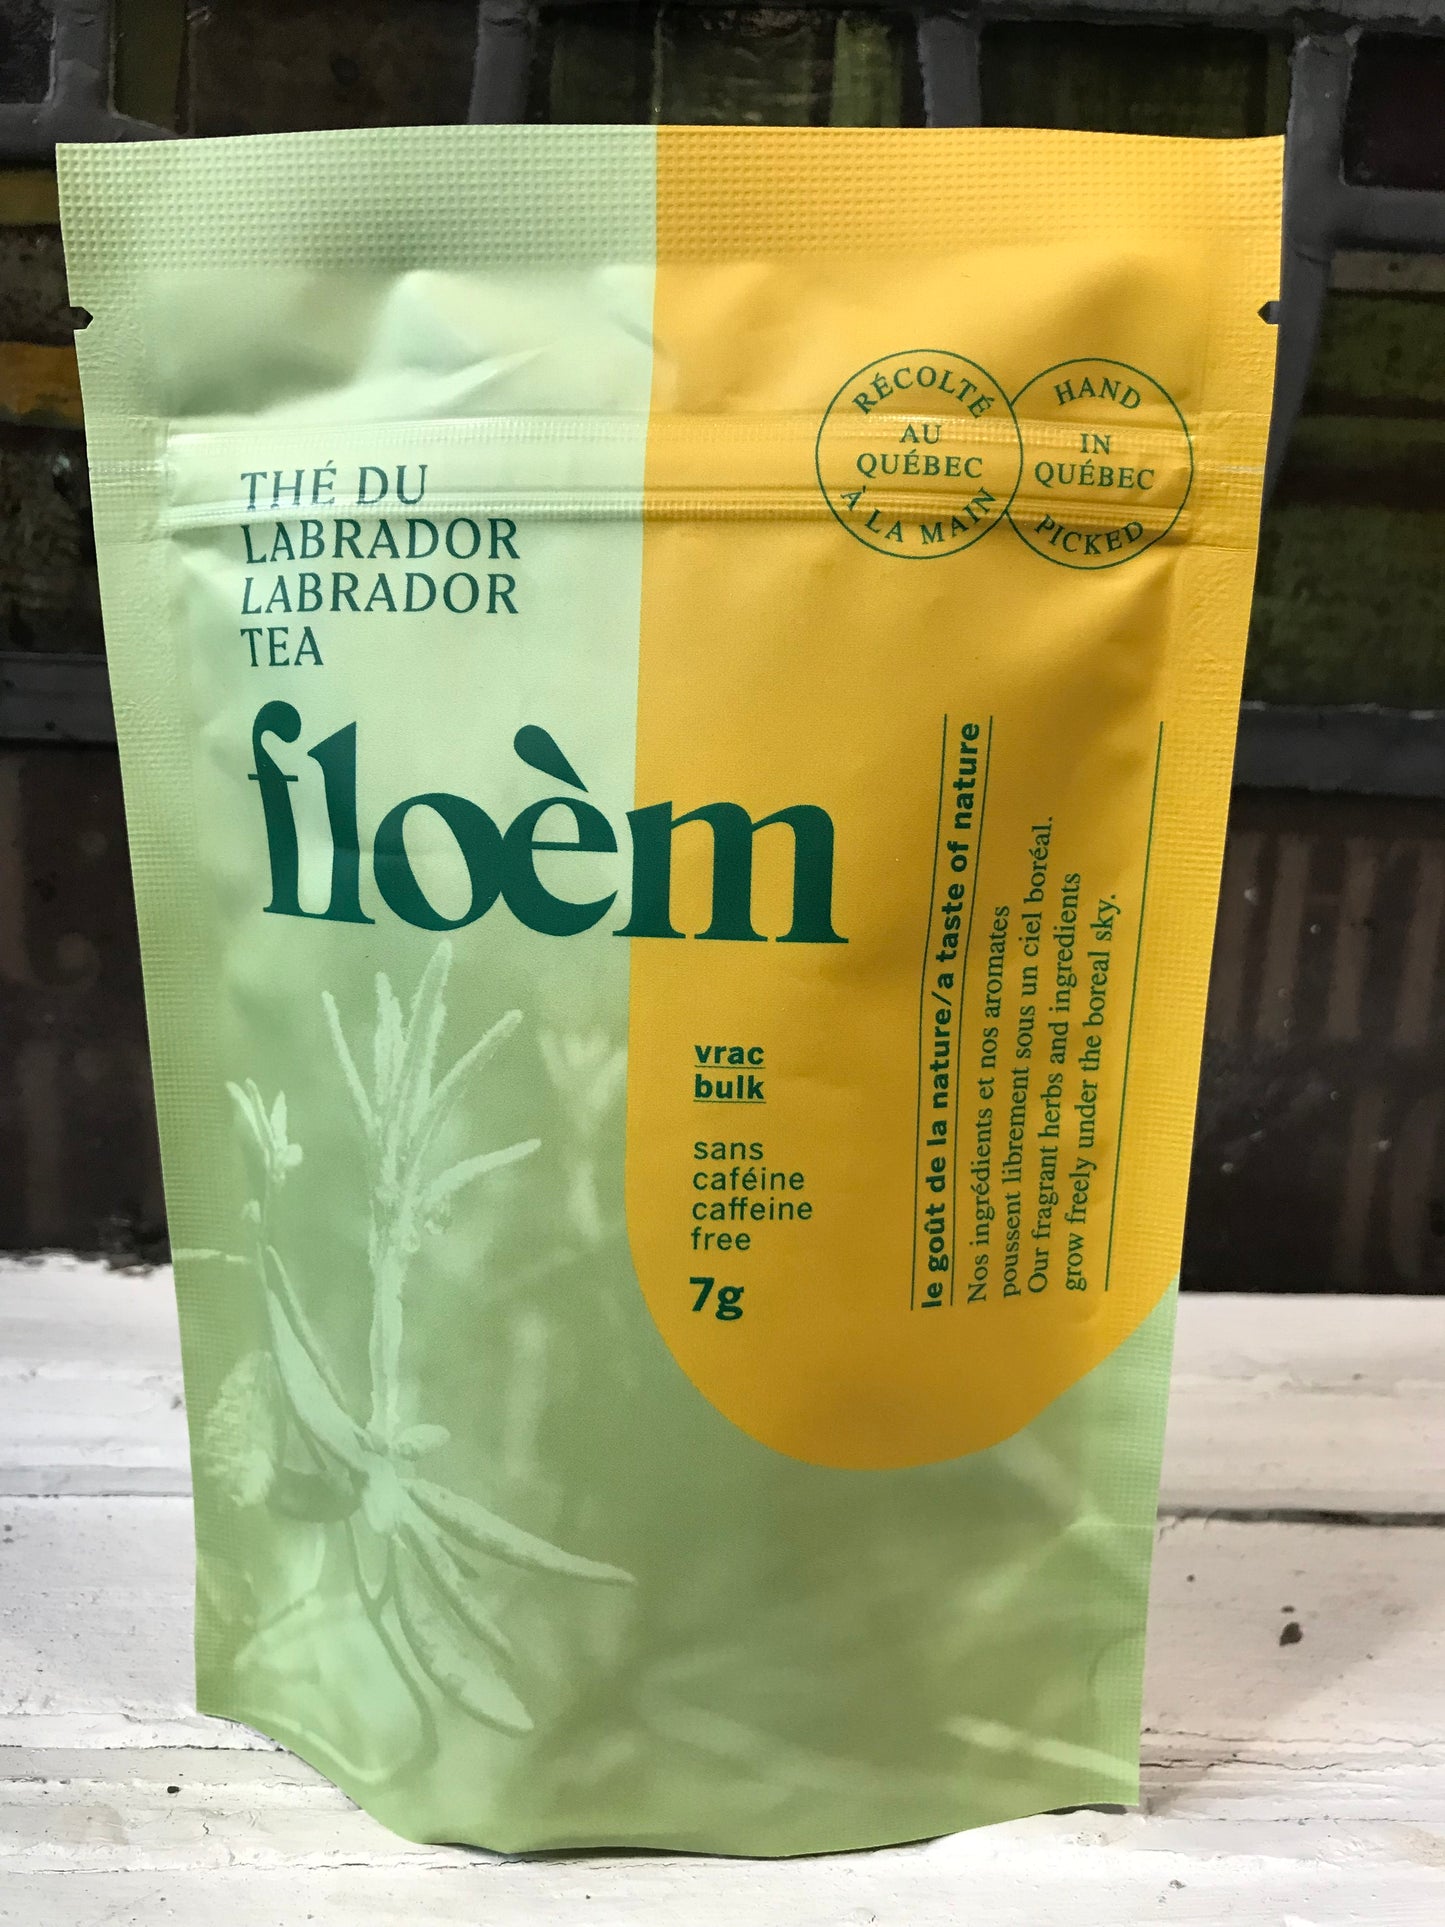 THÉ DU
LABRADOR
LABRADOR
TEA
floèm
RÉCOLTÉ
AU
QUÉBEC
À LA MAIN
HAND
IN
QUÉBEC
PICKED
vrac
bulk
sans
caféine
caffeine
free
7g
le goût de la nature/a taste of nature
Nos ingrédients et nos aromates
poussent librement sous un ciel boréal.
Our fragrant herbs and ingredients
grow freely under the boreal sky.